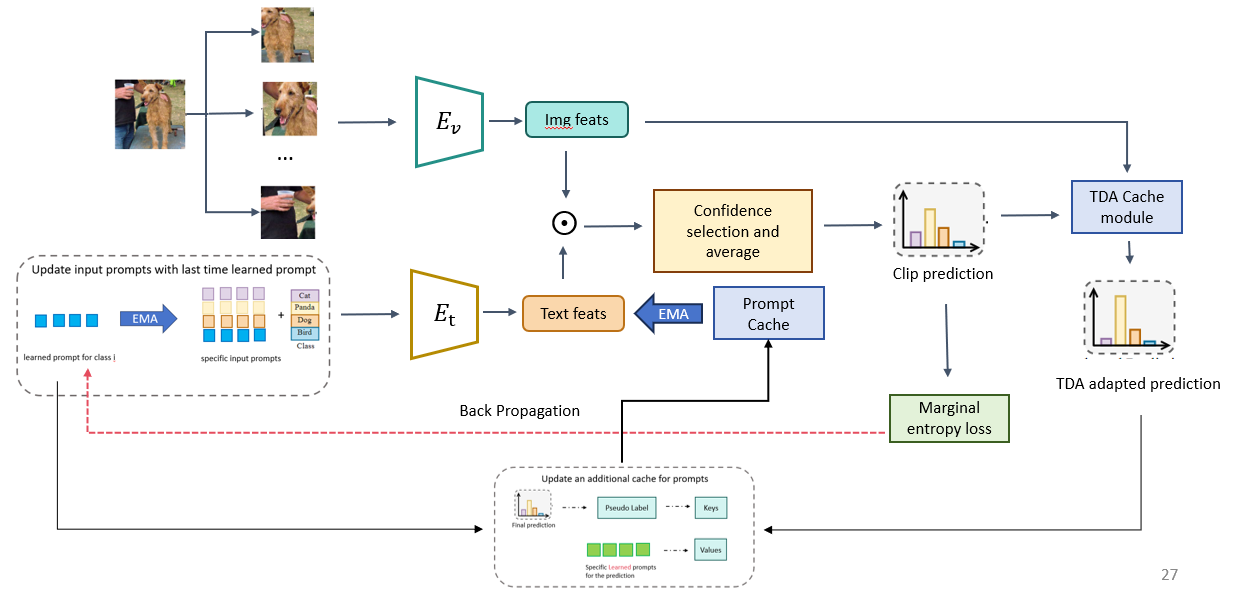 ...
E_v
Img feats
TDA Cache
module
Confidence
selection and
average
Clip prediction
Update input prompts with last time learned prompt
EMA
learned prompt for class i
specific input prompts
+
Cat
Panda
Dog
Bird
Class
E_t
Text feats
EMA
Prompt
Cache
TDA adapted prediction
Back Propagation
Marginal
entropy loss
Update an additional cache for prompts
Final prediction
Pseudo Label
Keys
Specific Learned prompts
for the prediction
Values
27